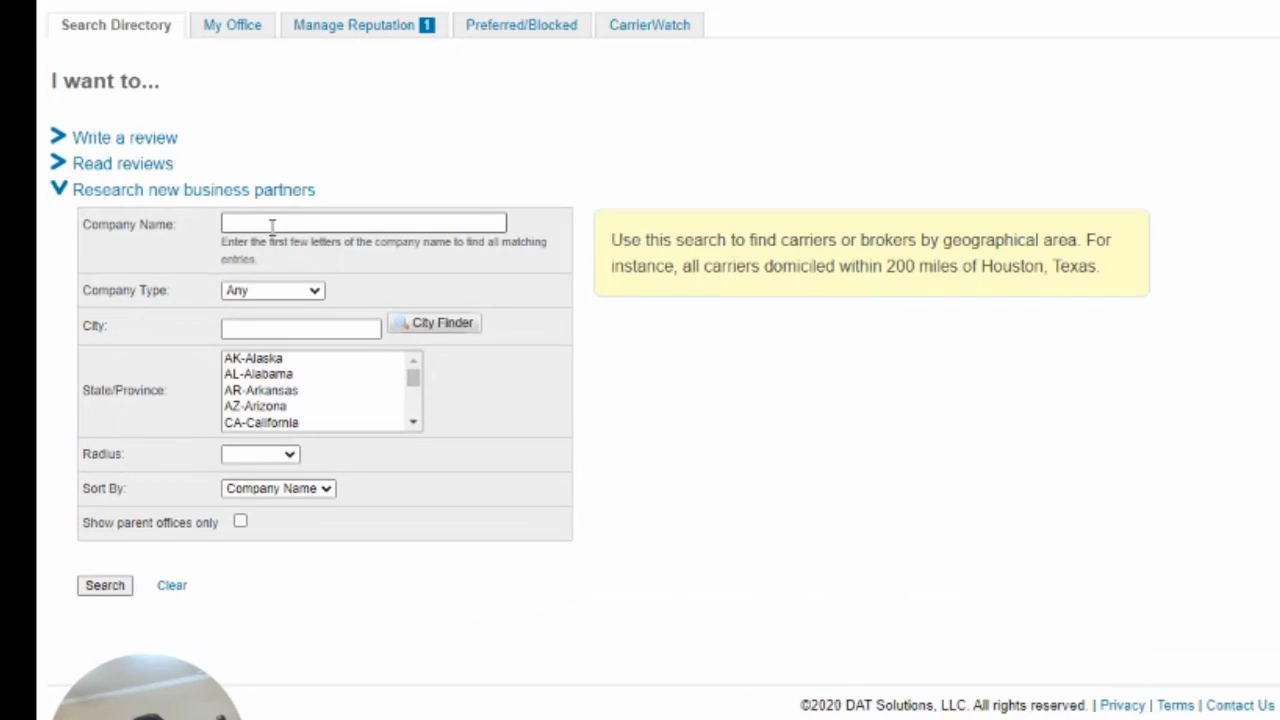 Search Directory My Office Manage Reputation 1 Preferred/Blocked CarrierWatch
I want to...
Write a review
Read reviews
Research new business partners
Company Name:
Enter the first few letters of the company name to find all matching
entries.
Use this search to find carriers or brokers by geographical area. For
instance, all carriers domiciled within 200 miles of Houston, Texas.
Company Type: Any
City: City Finder
State/Province:
AK-Alaska
AL-Alabama
AR-Arkansas
AZ-Arizona
CA-California
Radius:
Sort By: Company Name
Show parent offices only
Search Clear
©2020 DAT Solutions, LLC. All rights reserved. | Privacy | Terms | Contact Us